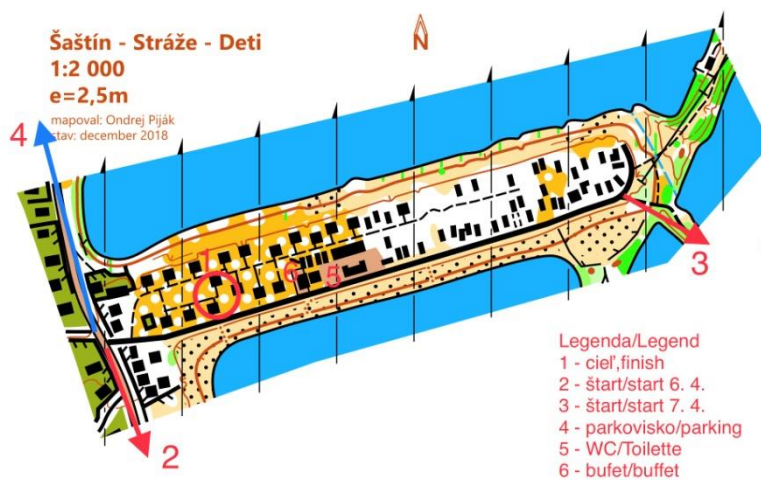 Šaštín - Stráže - Deti
1:2 000
e=2,5m
mapoval: Ondrej Piják
stav: december 2018
N
4
1
6
5
3
2
Legenda/Legend
1 - cieľ,finish
2 - štart/start 6. 4.
3 - štart/start 7. 4.
4 - parkovisko/parking
5 - WC/Toilette
6 - bufet/buffet